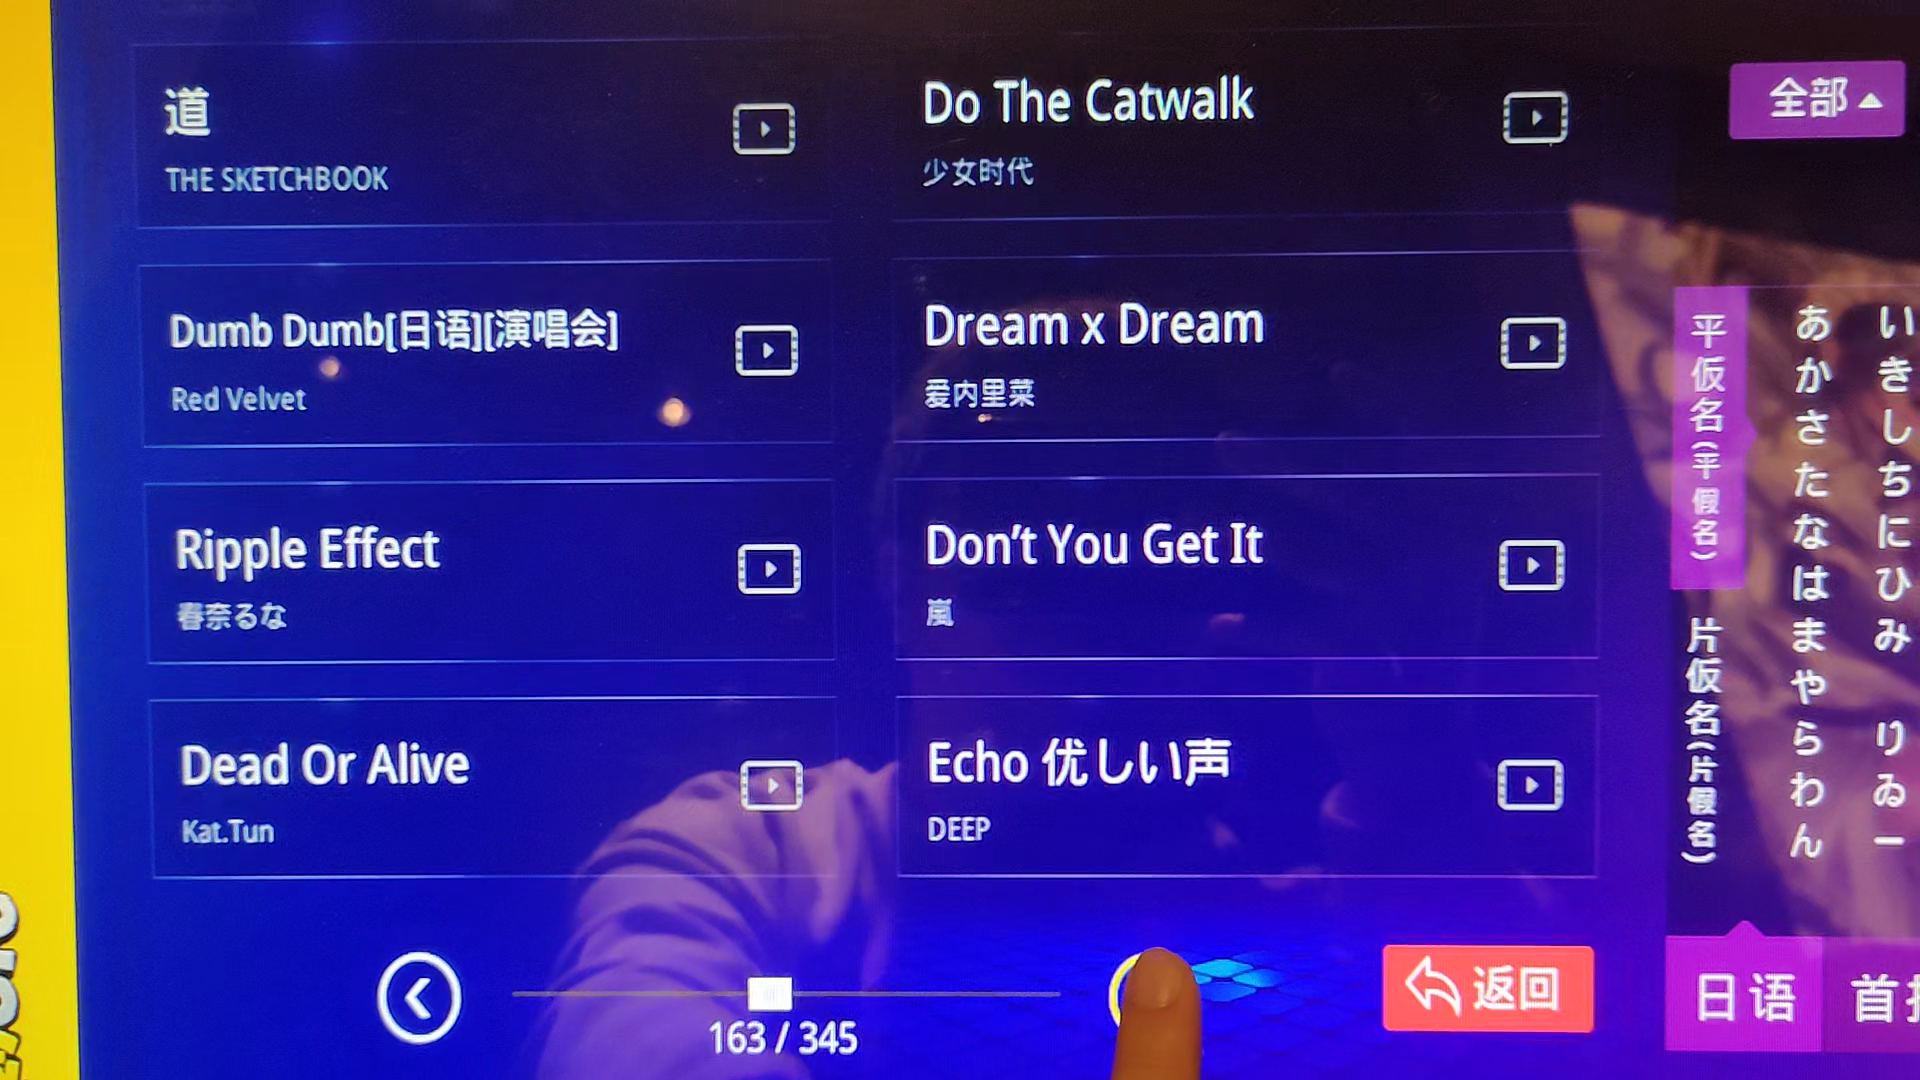 道
THE SKETCHBOOK
Do The Catwalk
少女时代
全部
Dumb Dumb[日语][演唱会]
Red Velvet
Dream x Dream
爱内里菜
Ripple Effect
春奈るな
Don't You Get It
嵐
Dead Or Alive
Kat.Tun
Echo 优しい声
DEEP
平仮名(平假名)
片仮名(片假名)
あかさたなはまやらわん
いきしちにひみ りゐー
163 / 345
返回
日语
首